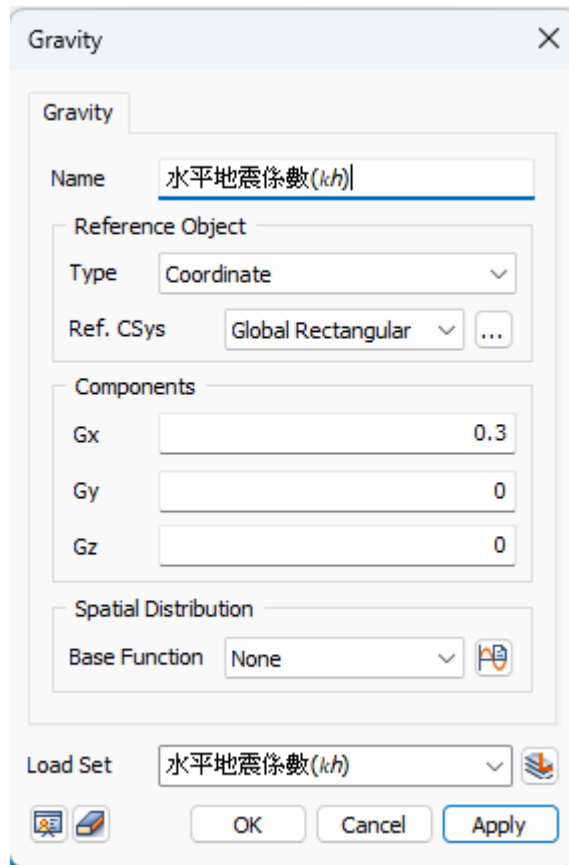 Gravity
Gravity
Name 水平地震係數(kh)
Reference Object
Type Coordinate
Ref. CSys Global Rectangular ...
Components
Gx 0.3
Gy 0
Gz 0
Spatial Distribution
Base Function None
Load Set 水平地震係數(kh)
OK Cancel Apply